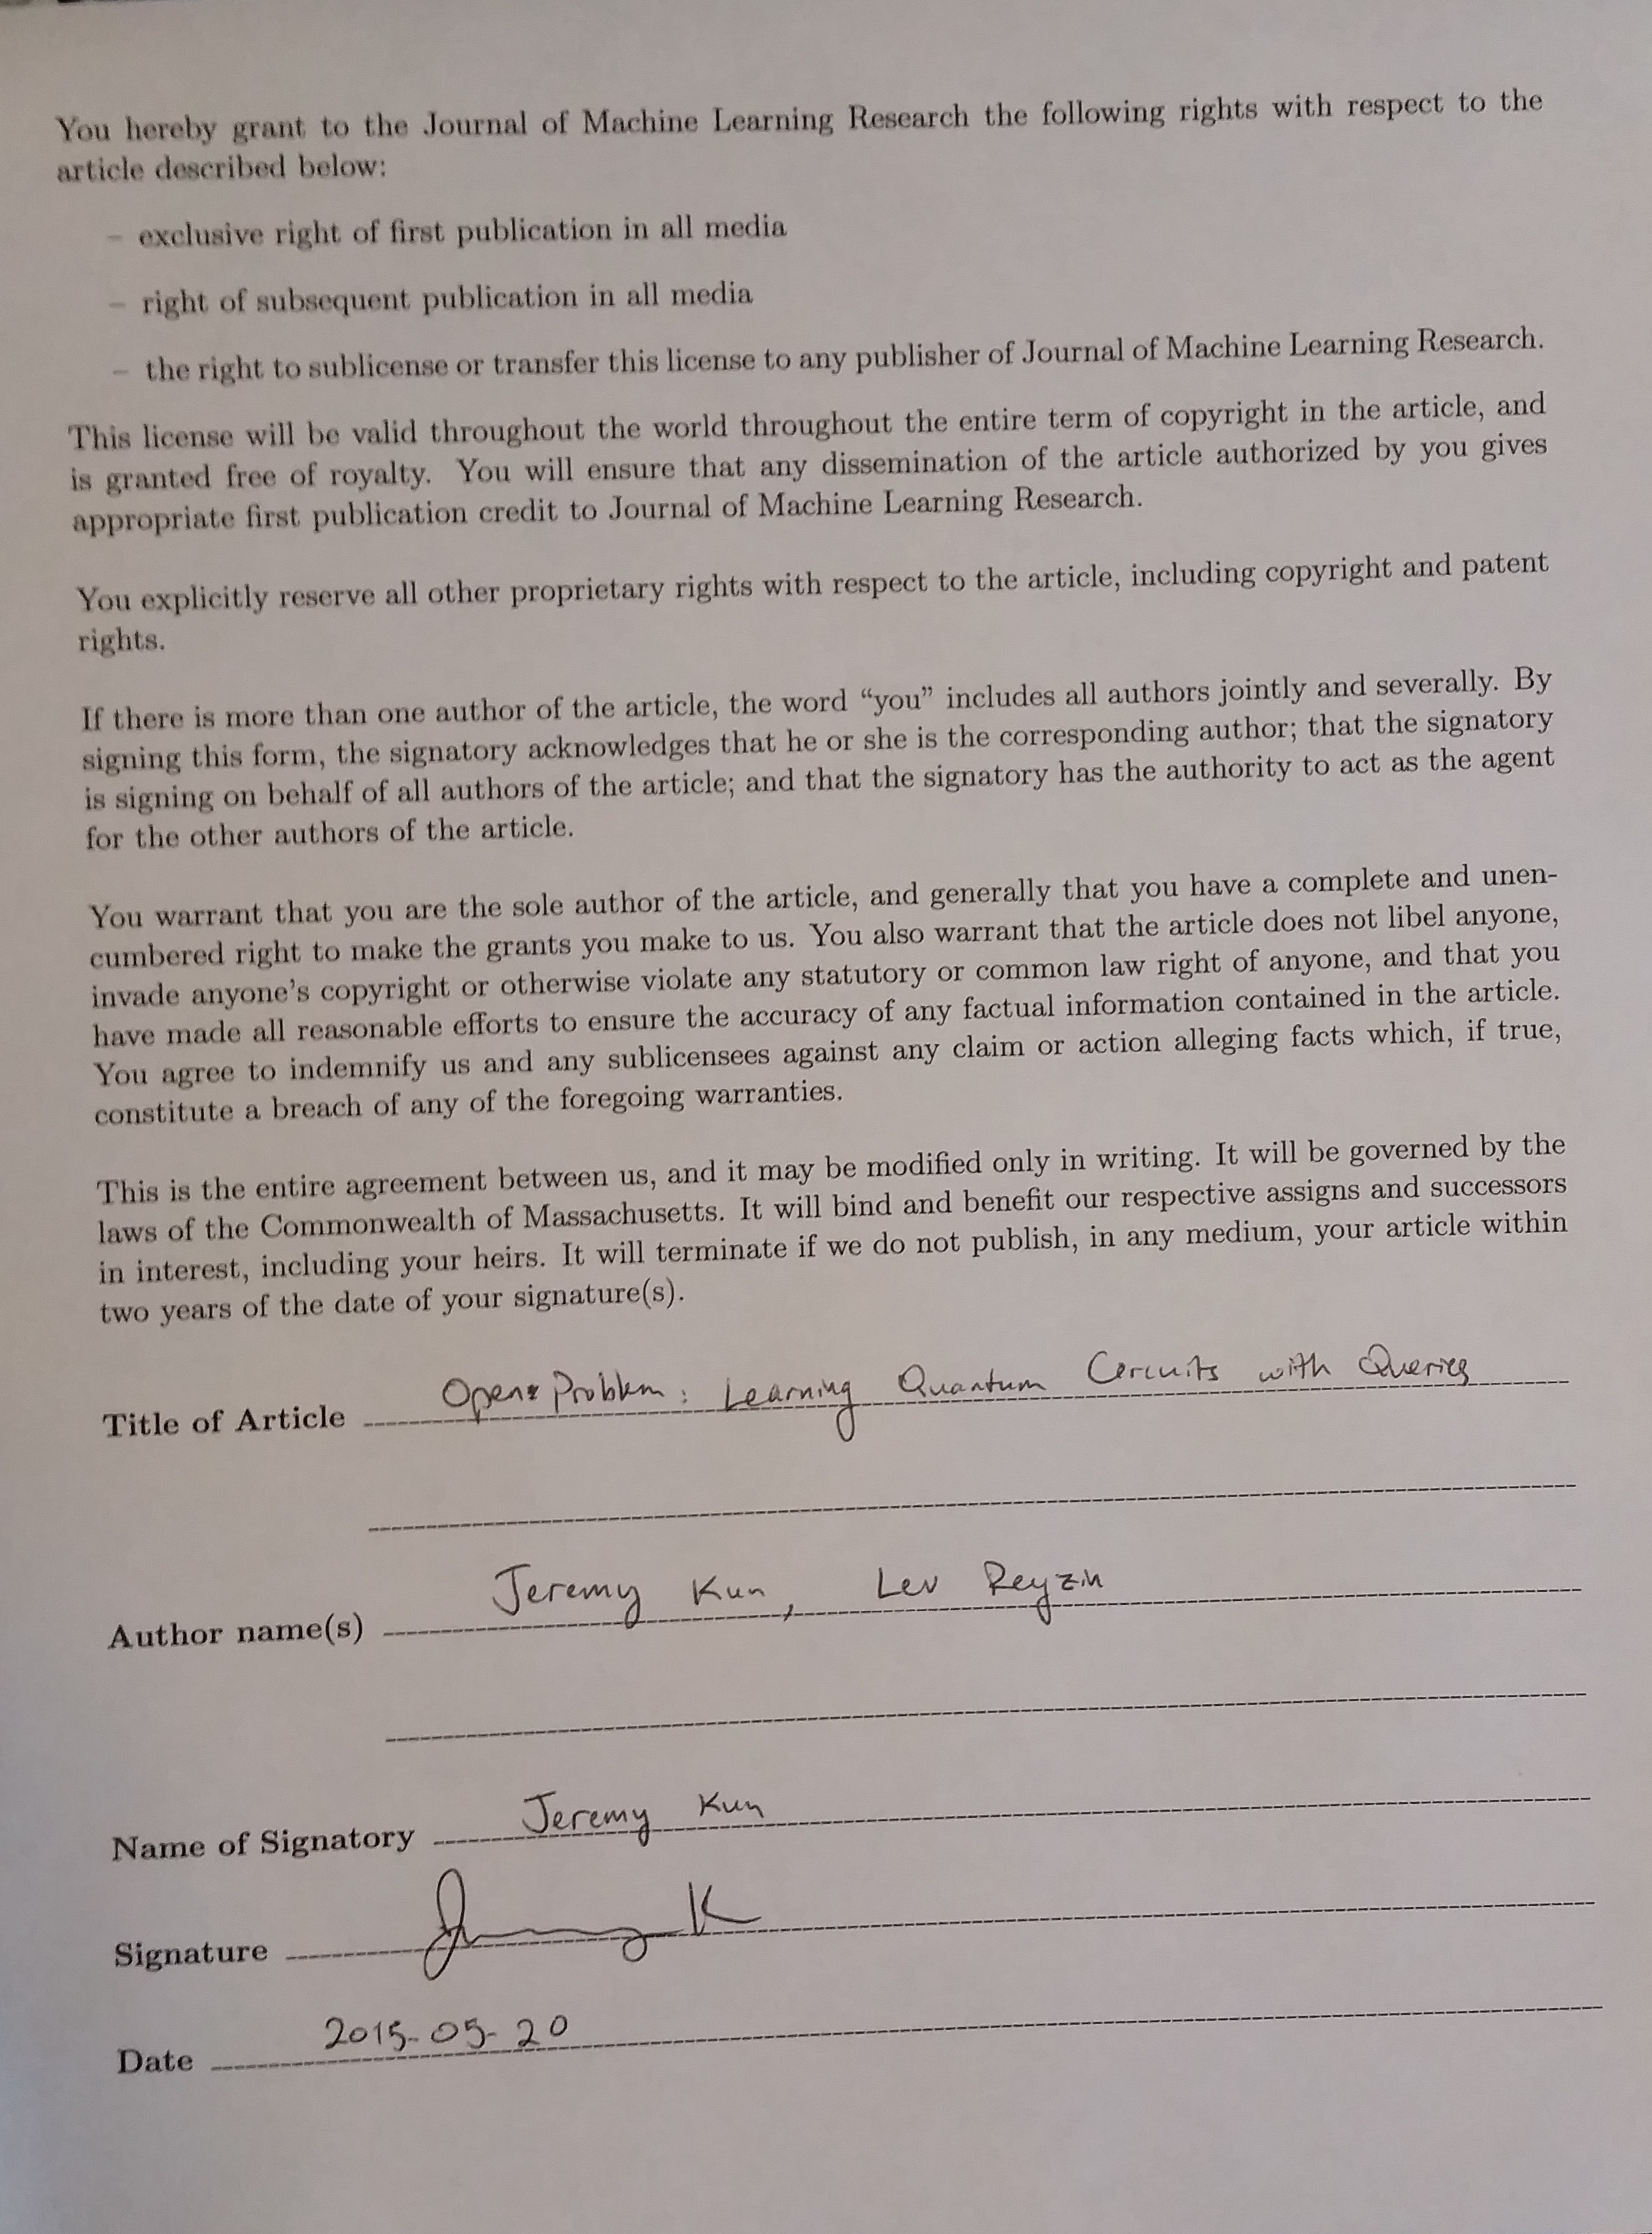 You hereby grant to the Journal of Machine Learning Research the following rights with respect to the
article described below:
– exclusive right of first publication in all media
– right of subsequent publication in all media
– the right to sublicense or transfer this license to any publisher of Journal of Machine Learning Research.
This license will be valid throughout the world throughout the entire term of copyright in the article, and
is granted free of royalty. You will ensure that any dissemination of the article authorized by you gives
appropriate first publication credit to Journal of Machine Learning Research.
You explicitly reserve all other proprietary rights with respect to the article, including copyright and patent
rights.
If there is more than one author of the article, the word “you” includes all authors jointly and severally. By
signing this form, the signatory acknowledges that he or she is the corresponding author; that the signatory
is signing on behalf of all authors of the article; and that the signatory has the authority to act as the agent
for the other authors of the article.
You warrant that you are the sole author of the article, and generally that you have a complete and unen-
cumbered right to make the grants you make to us. You also warrant that the article does not libel anyone,
invade anyone’s copyright or otherwise violate any statutory or common law right of anyone, and that you
have made all reasonable efforts to ensure the accuracy of any factual information contained in the article.
You agree to indemnify us and any sublicensees against any claim or action alleging facts which, if true,
constitute a breach of any of the foregoing warranties.
This is the entire agreement between us, and it may be modified only in writing. It will be governed by the
laws of the Commonwealth of Massachusetts. It will bind and benefit our respective assigns and successors
in interest, including your heirs. It will terminate if we do not publish, in any medium, your article within
two years of the date of your signature(s).
Title of Article Open Problem: Learning Quantum Circuits with Queries
Author name(s) Jeremy Kun, Lev Reyzin
Name of Signatory Jeremy Kun
Signature Jeremy K
Date 2015-05-20